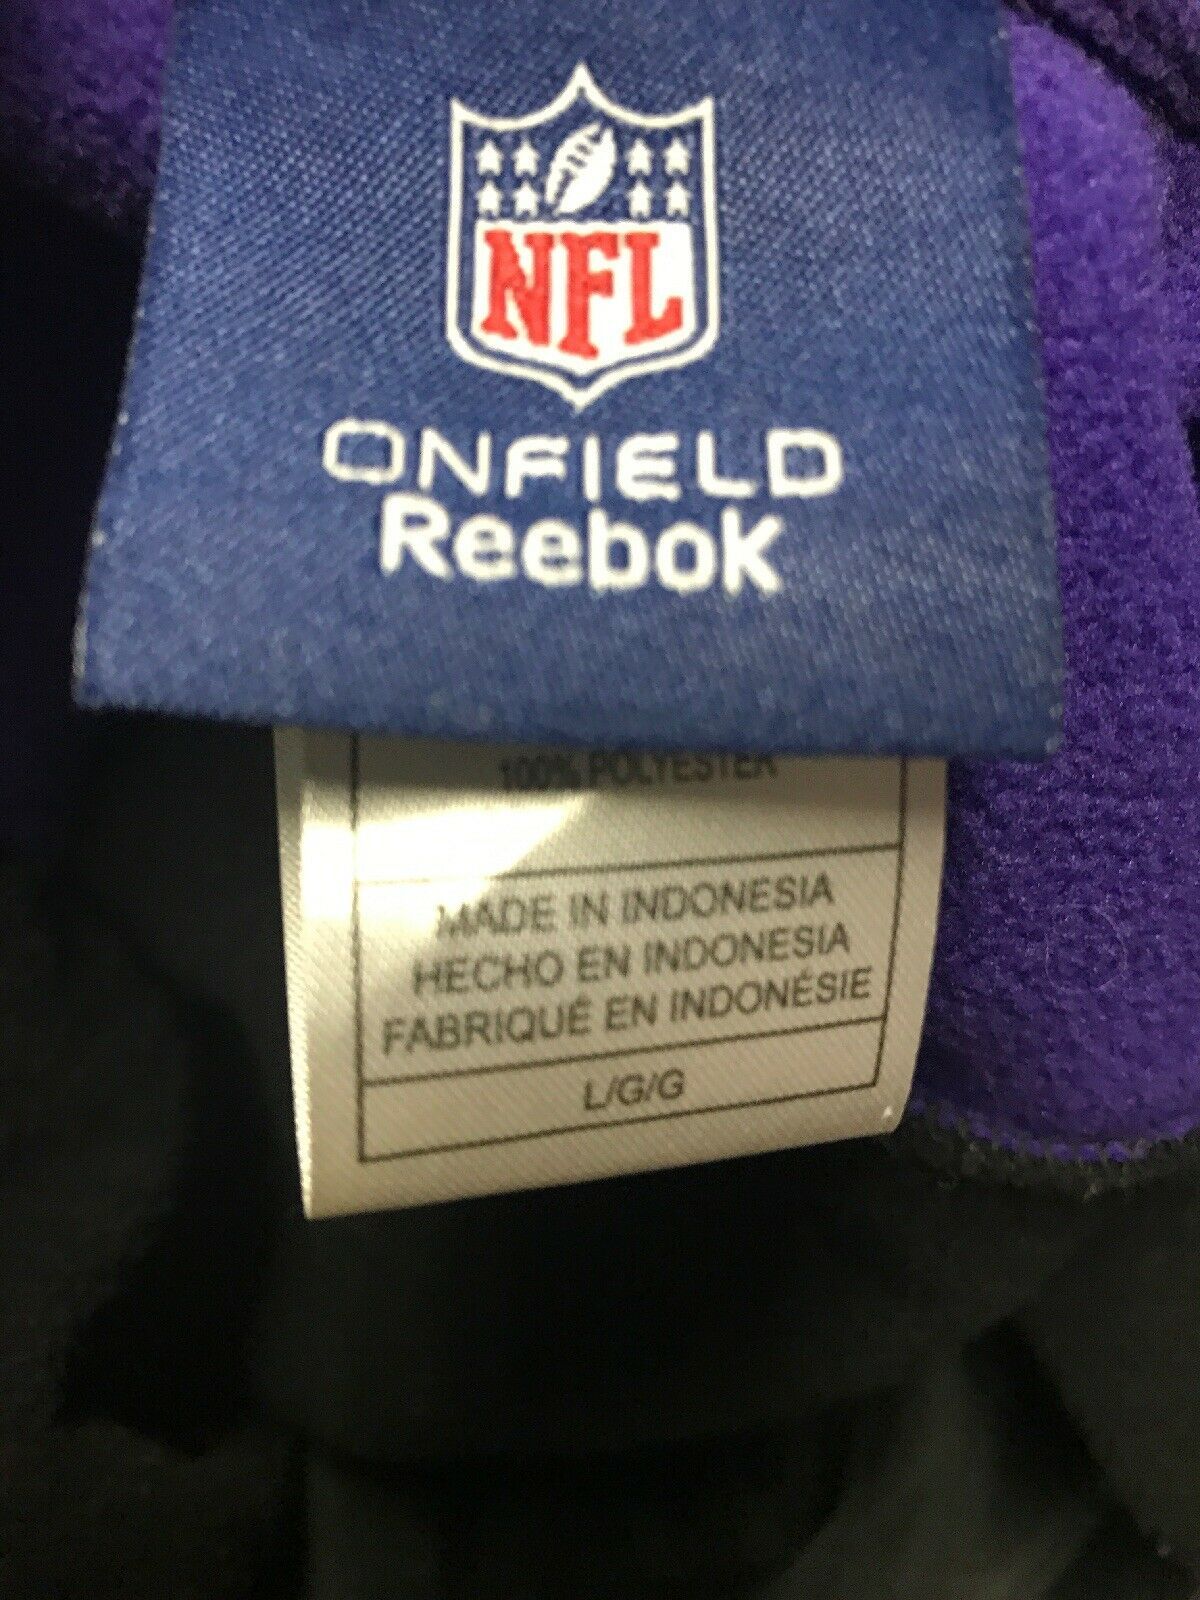 NFL
ONFIELD
Reebok
100% POLYESTER
MADE IN INDONESIA
HECHO EN INDONESIA
FABRIQUÉ EN INDONÉSIE
L/G/G